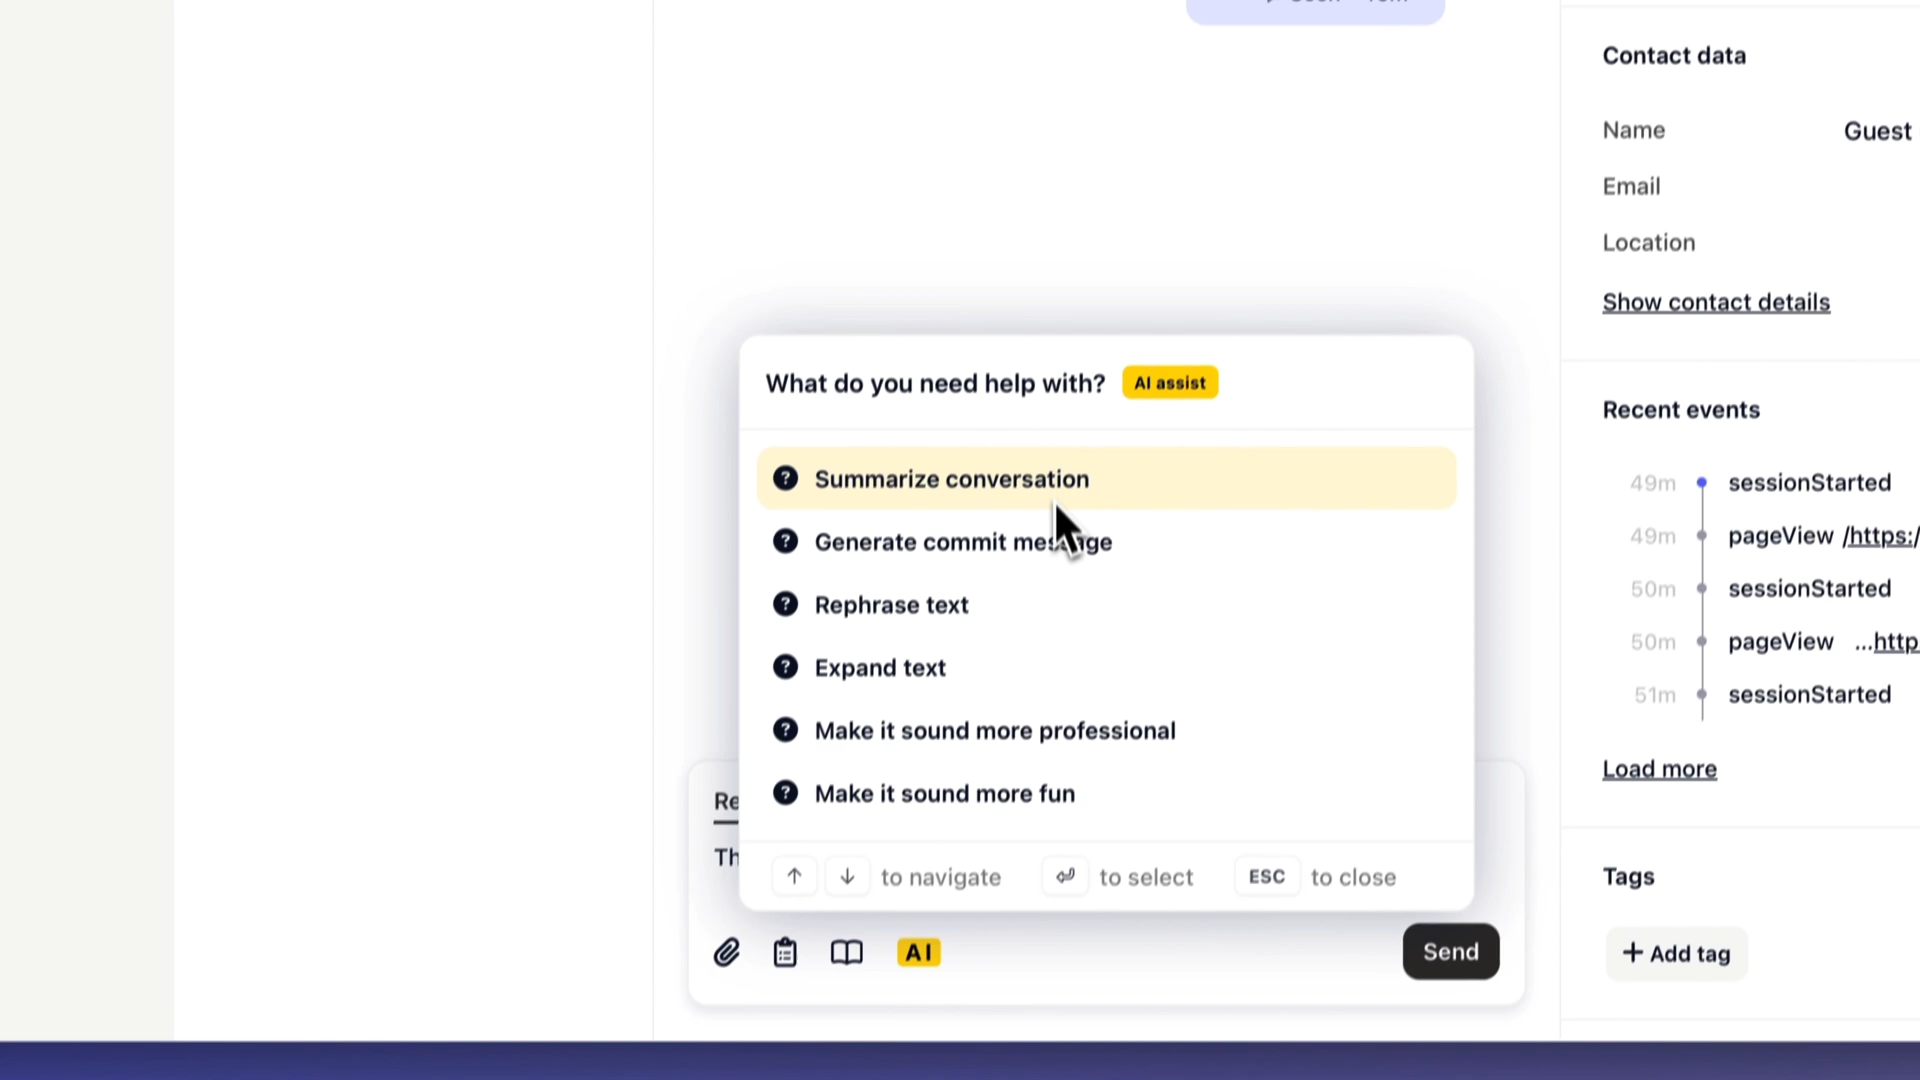 Contact data
Name Guest
Email
Location
Show contact details
What do you need help with? AI assist
Summarize conversation
Generate commit message
Rephrase text
Expand text
Make it sound more professional
Make it sound more fun
to navigate to select ESC to close
AI
Send
Recent events
49m sessionStarted
49m pageView /https:/
50m sessionStarted
50m pageView ...http
51m sessionStarted
Load more
Tags
+ Add tag